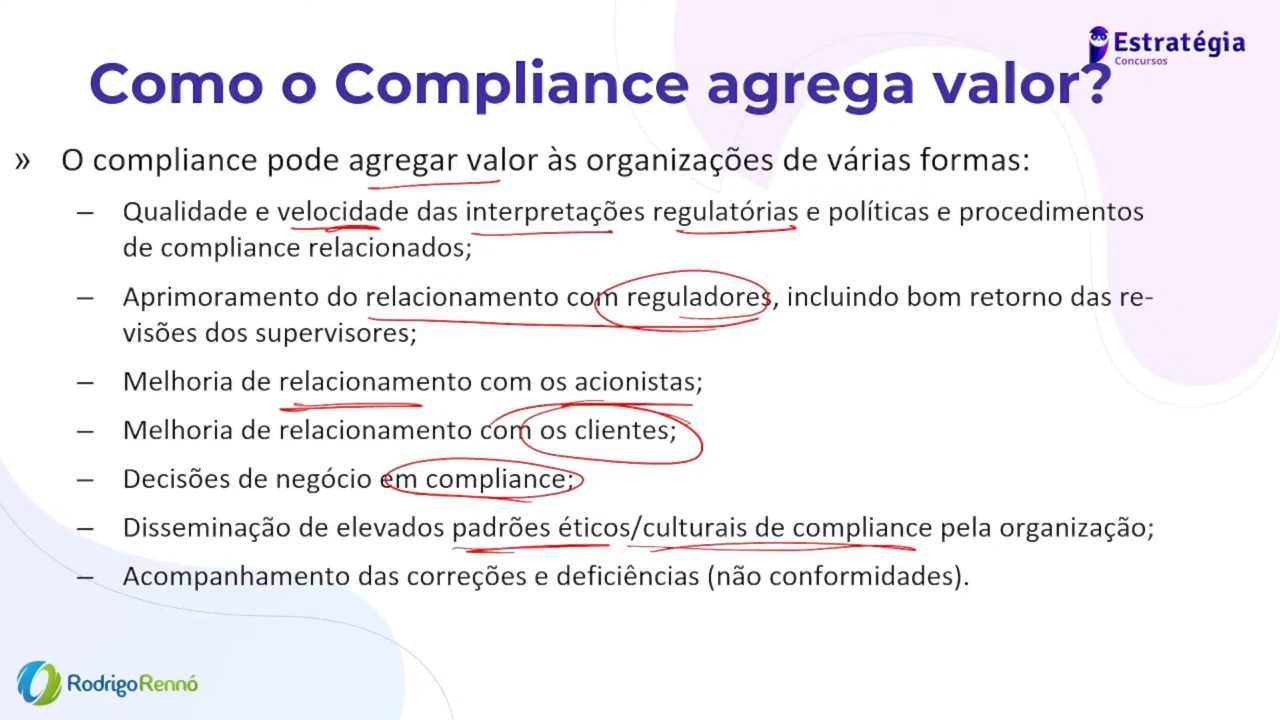 Estratégia
Concursos
Como o Compliance agrega valor?
» O compliance pode agregar valor às organizações de várias formas:
– Qualidade e velocidade das interpretações regulatórias e políticas e procedimentos
de compliance relacionados;
– Aprimoramento do relacionamento com reguladores, incluindo bom retorno das re-
visões dos supervisores;
– Melhoria de relacionamento com os acionistas;
– Melhoria de relacionamento com os clientes;
– Decisões de negócio em compliance;
– Disseminação de elevados padrões éticos/culturais de compliance pela organização;
– Acompanhamento das correções e deficiências (não conformidades).
RodrigoRennó